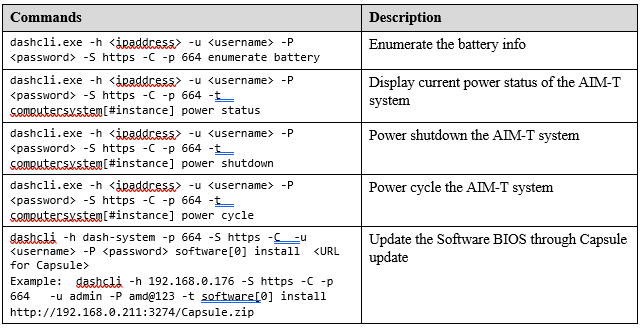 Commands
Description
dashcli.exe -h <ipaddress> -u <username> -P
<password> -S https -C -p 664 enumerate battery
Enumerate the battery info
dashcli.exe -h <ipaddress> -u <username> -P
<password> -S https -C -p 664 -t
computersystem[#instance] power status
Display current power status of the AIM-T
system
dashcli.exe -h <ipaddress> -u <username> -P
<password> -S https -C -p 664 -t
computersystem[#instance] power shutdown
Power shutdown the AIM-T system
dashcli.exe -h <ipaddress> -u <username> -P
<password> -S https -C -p 664 -t
computersystem[#instance] power cycle
Power cycle the AIM-T system
dashcli -h dash-system -p 664 -S https -C -u
<username> -P <password> software[0] install <URL
for Capsule>
Example: dashcli -h 192.168.0.176 -S https -C -p
664 -u admin -P amd@123 -t software[0] install
http://192.168.0.211:3274/Capsule.zip
Update the Software BIOS through Capsule
update